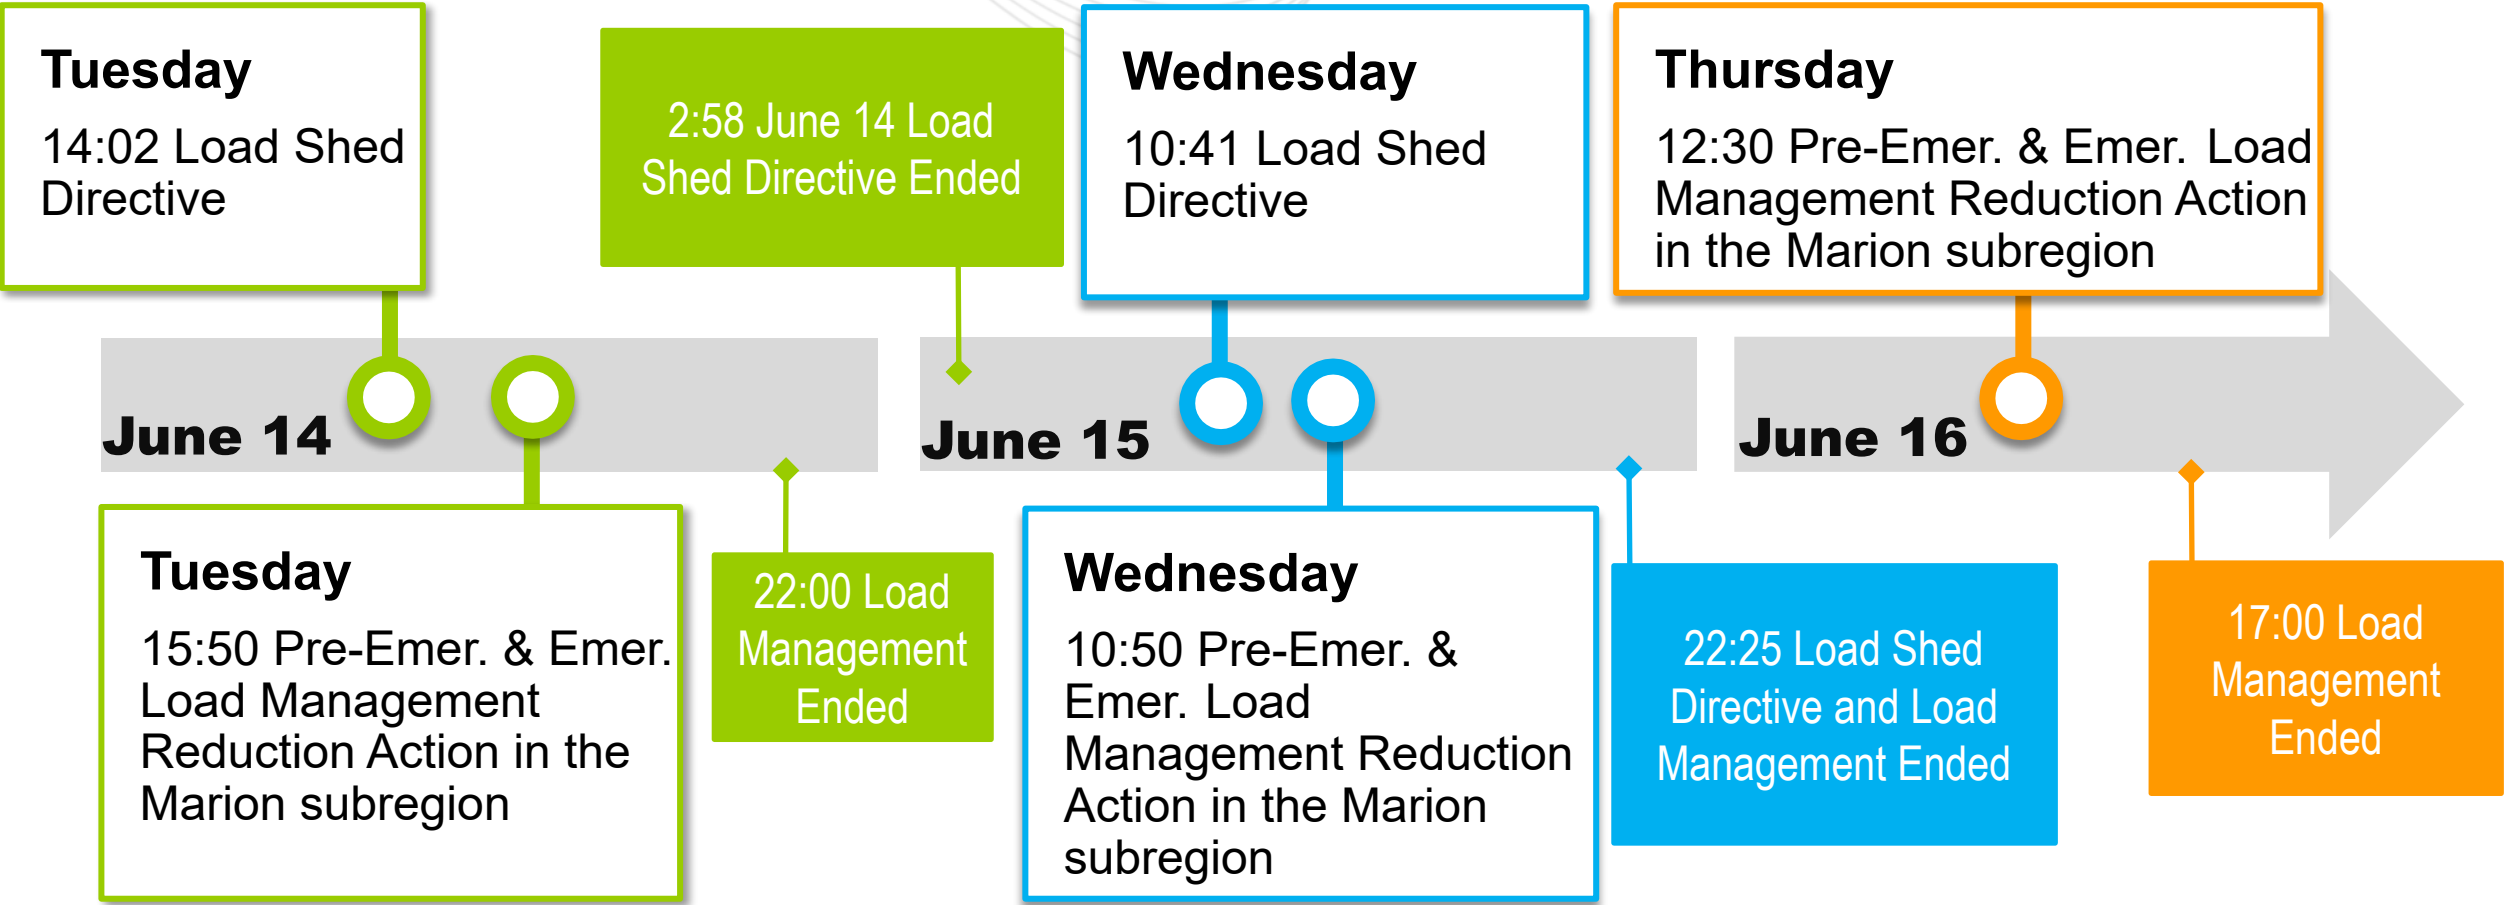 Tuesday
14:02 Load Shed
Directive
2:58 June 14 Load
Shed Directive Ended
Wednesday
10:41 Load Shed
Directive
Thursday
12:30 Pre-Emer. & Emer. Load
Management Reduction Action
in the Marion subregion
June 14
June 15
June 16
Tuesday
15:50 Pre-Emer. & Emer.
Load Management
Reduction Action in the
Marion subregion
22:00 Load
Management
Ended
Wednesday
10:50 Pre-Emer. &
Emer. Load
Management Reduction
Action in the Marion
subregion
22:25 Load Shed
Directive and Load
Management Ended
17:00 Load
Management
Ended